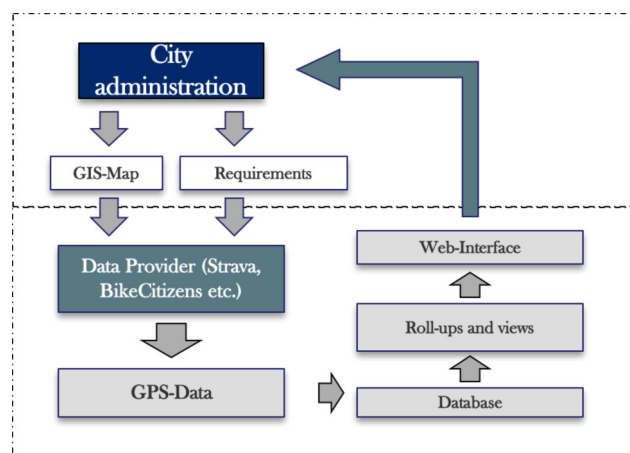 City
administration
GIS-Map
Requirements
Data Provider (Strava,
BikeCitizens etc.)
GPS-Data
Web-Interface
Roll-ups and views
Database